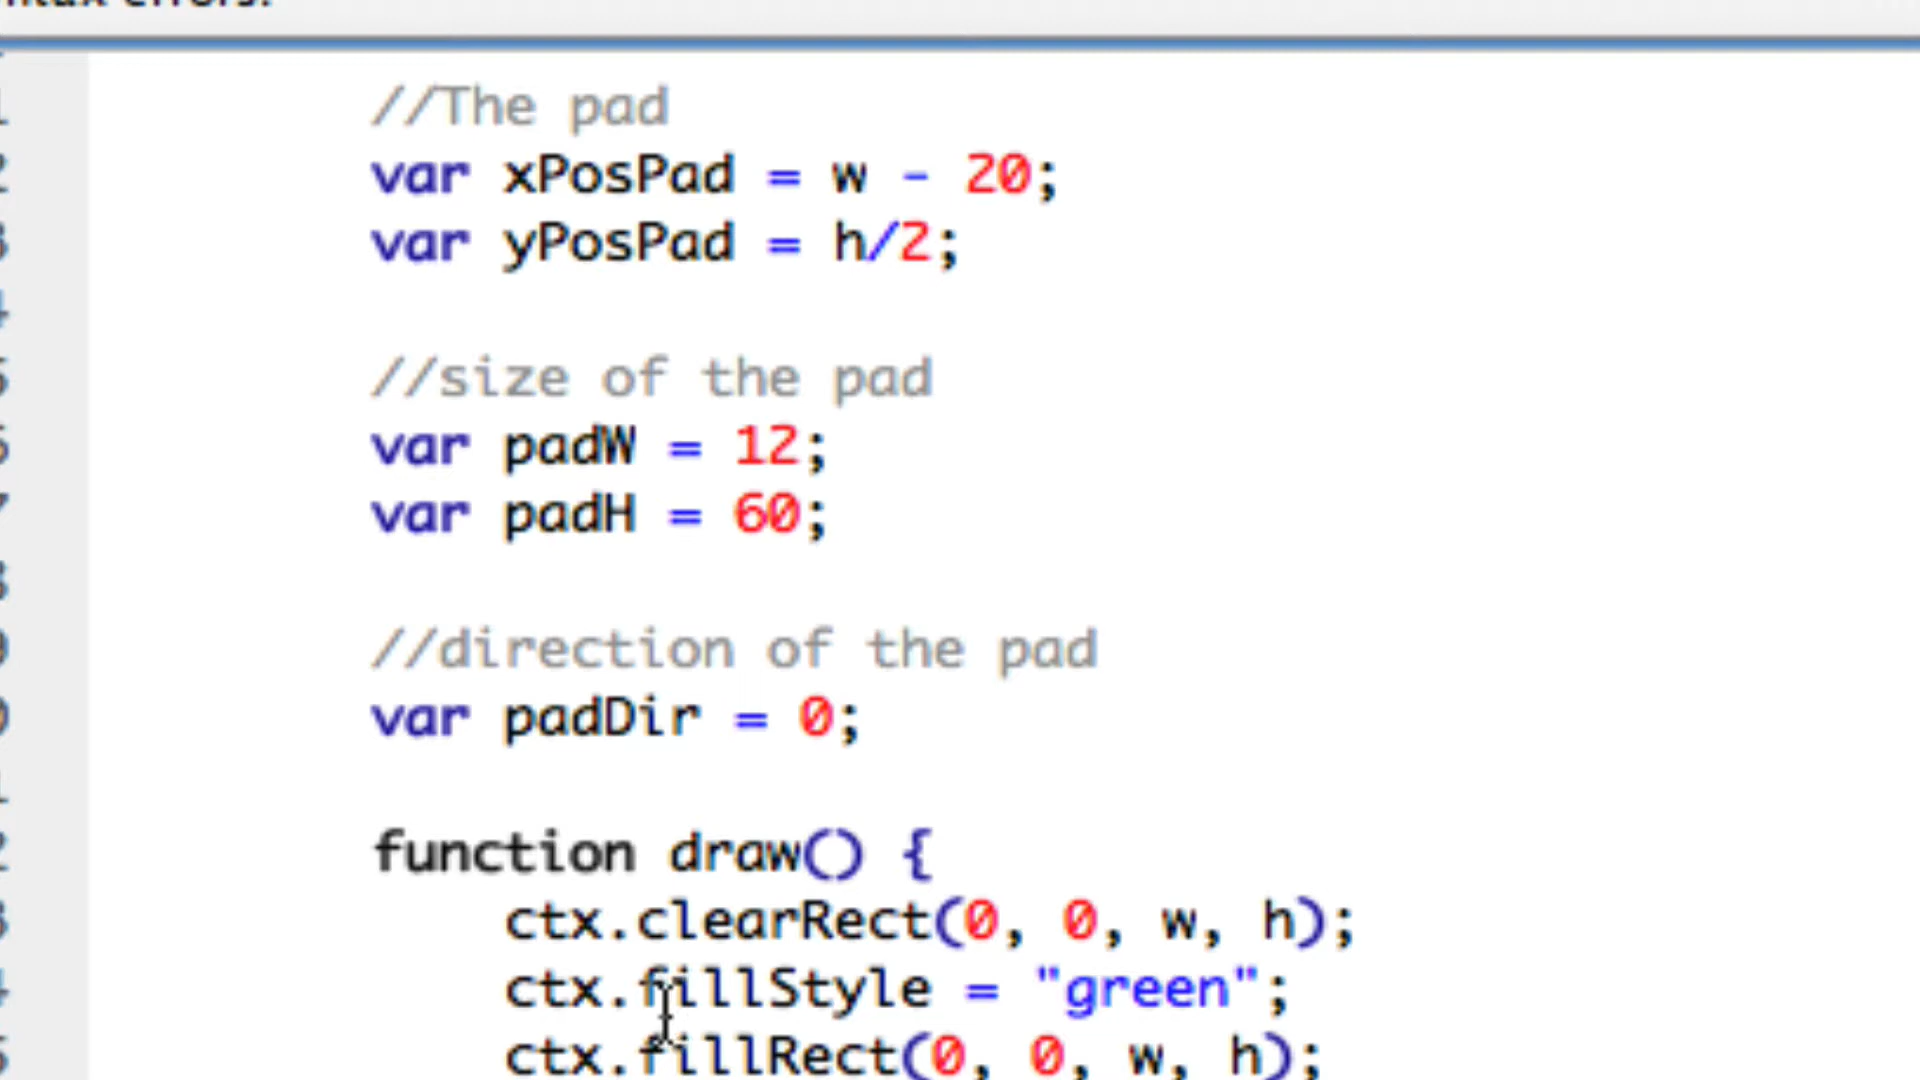 errors.
//The pad
var xPosPad = w - 20;
var yPosPad = h/2;
//size of the pad
var padW = 12;
var padH = 60;
//direction of the pad
var padDir = 0;
function draw() {
ctx.clearRect(0, 0, w, h);
ctx.fillStyle = "green";
ctx.fillRect(0, 0, w, h);